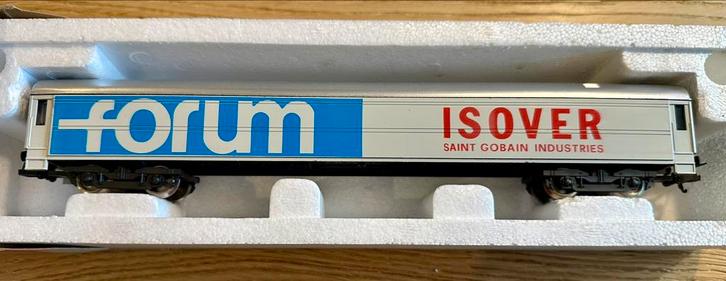 forum
ISOVER
SAINT GOBAIN INDUSTRIES